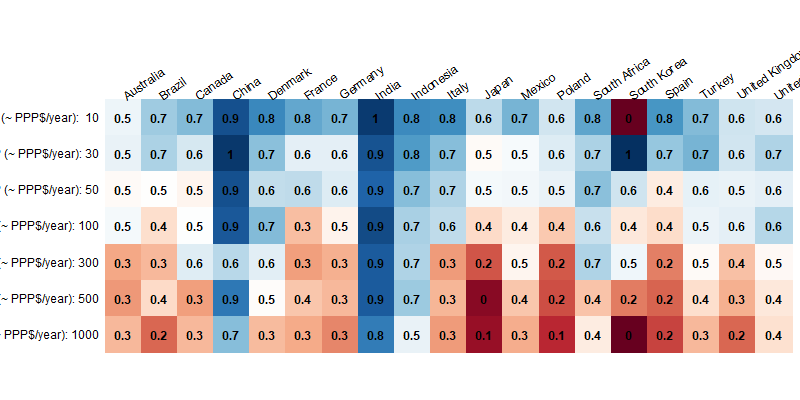 Australia Brazil Canada China Denmark France Germany India Indonesia Italy Japan Mexico Poland South Africa South Korea Spain Turkey United Kingdom
(~ PPP$/year): 10 0.5 0.7 0.7 0.9 0.8 0.8 0.7 1 0.8 0.8 0.6 0.7 0.6 0.8 0 0.8 0.7 0.6 0.6
(~ PPP$/year): 30 0.5 0.7 0.6 1 0.7 0.6 0.6 0.9 0.8 0.7 0.5 0.5 0.6 0.7 1 0.7 0.7 0.6 0.7
(~ PPP$/year): 50 0.5 0.5 0.5 0.9 0.6 0.6 0.6 0.9 0.7 0.7 0.5 0.5 0.5 0.7 0.6 0.4 0.6 0.5 0.6
(~ PPP$/year): 100 0.5 0.4 0.5 0.9 0.7 0.3 0.5 0.9 0.7 0.6 0.4 0.4 0.4 0.6 0.4 0.4 0.5 0.6 0.6
(~ PPP$/year): 300 0.3 0.3 0.6 0.6 0.6 0.3 0.3 0.9 0.7 0.3 0.2 0.5 0.2 0.7 0.5 0.2 0.5 0.4 0.5
(~ PPP$/year): 500 0.3 0.4 0.3 0.9 0.5 0.4 0.3 0.9 0.7 0.3 0 0.4 0.2 0.4 0.2 0.2 0.4 0.3 0.4
~ PPP$/year): 1000 0.3 0.2 0.3 0.7 0.3 0.3 0.3 0.8 0.5 0.3 0.1 0.3 0.1 0.4 0 0.2 0.3 0.2 0.4